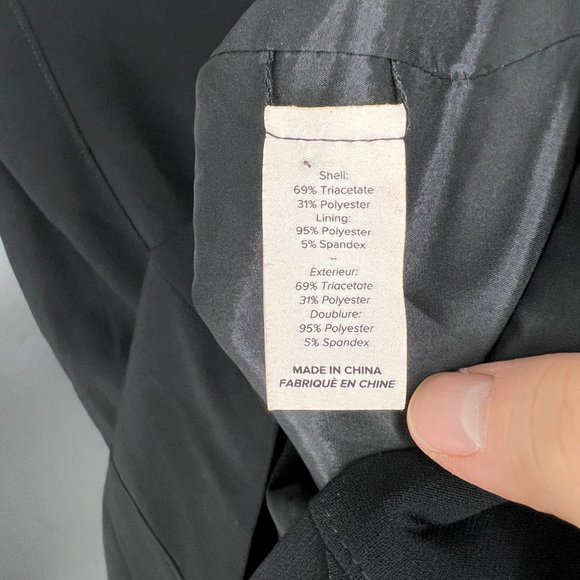 Shell:
69% Triacetate
31% Polyester
Lining:
95% Polyester
5% Spandex
-
Exterieur:
69% Triacetate
31% Polyester
Doublure:
95% Polyester
5% Spandex
MADE IN CHINA
FABRIQUÈ EN CHINE